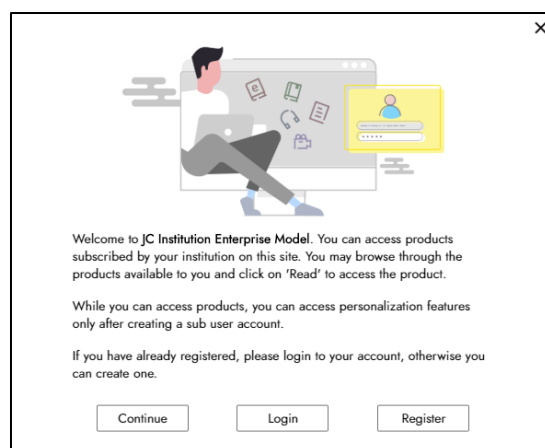 Welcome to JC Institution Enterprise Model. You can access products
subscribed by your institution on this site. You may browse through the
products available to you and click on 'Read' to access the product.
While you can access products, you can access personalization features
only after creating a sub user account.
If you have already registered, please login to your account, otherwise you
can create one.
Continue Login Register